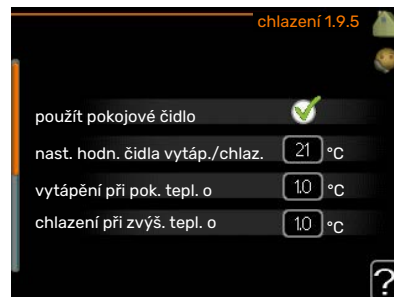 chlazení 1.9.5
použít pokojové čidlo
nast. hodn. čidla vytáp./chlaz. 21 °C
vytápění při pok. tepl. o 1.0 °C
chlazení při zvýš. tepl. o 1.0 °C
?